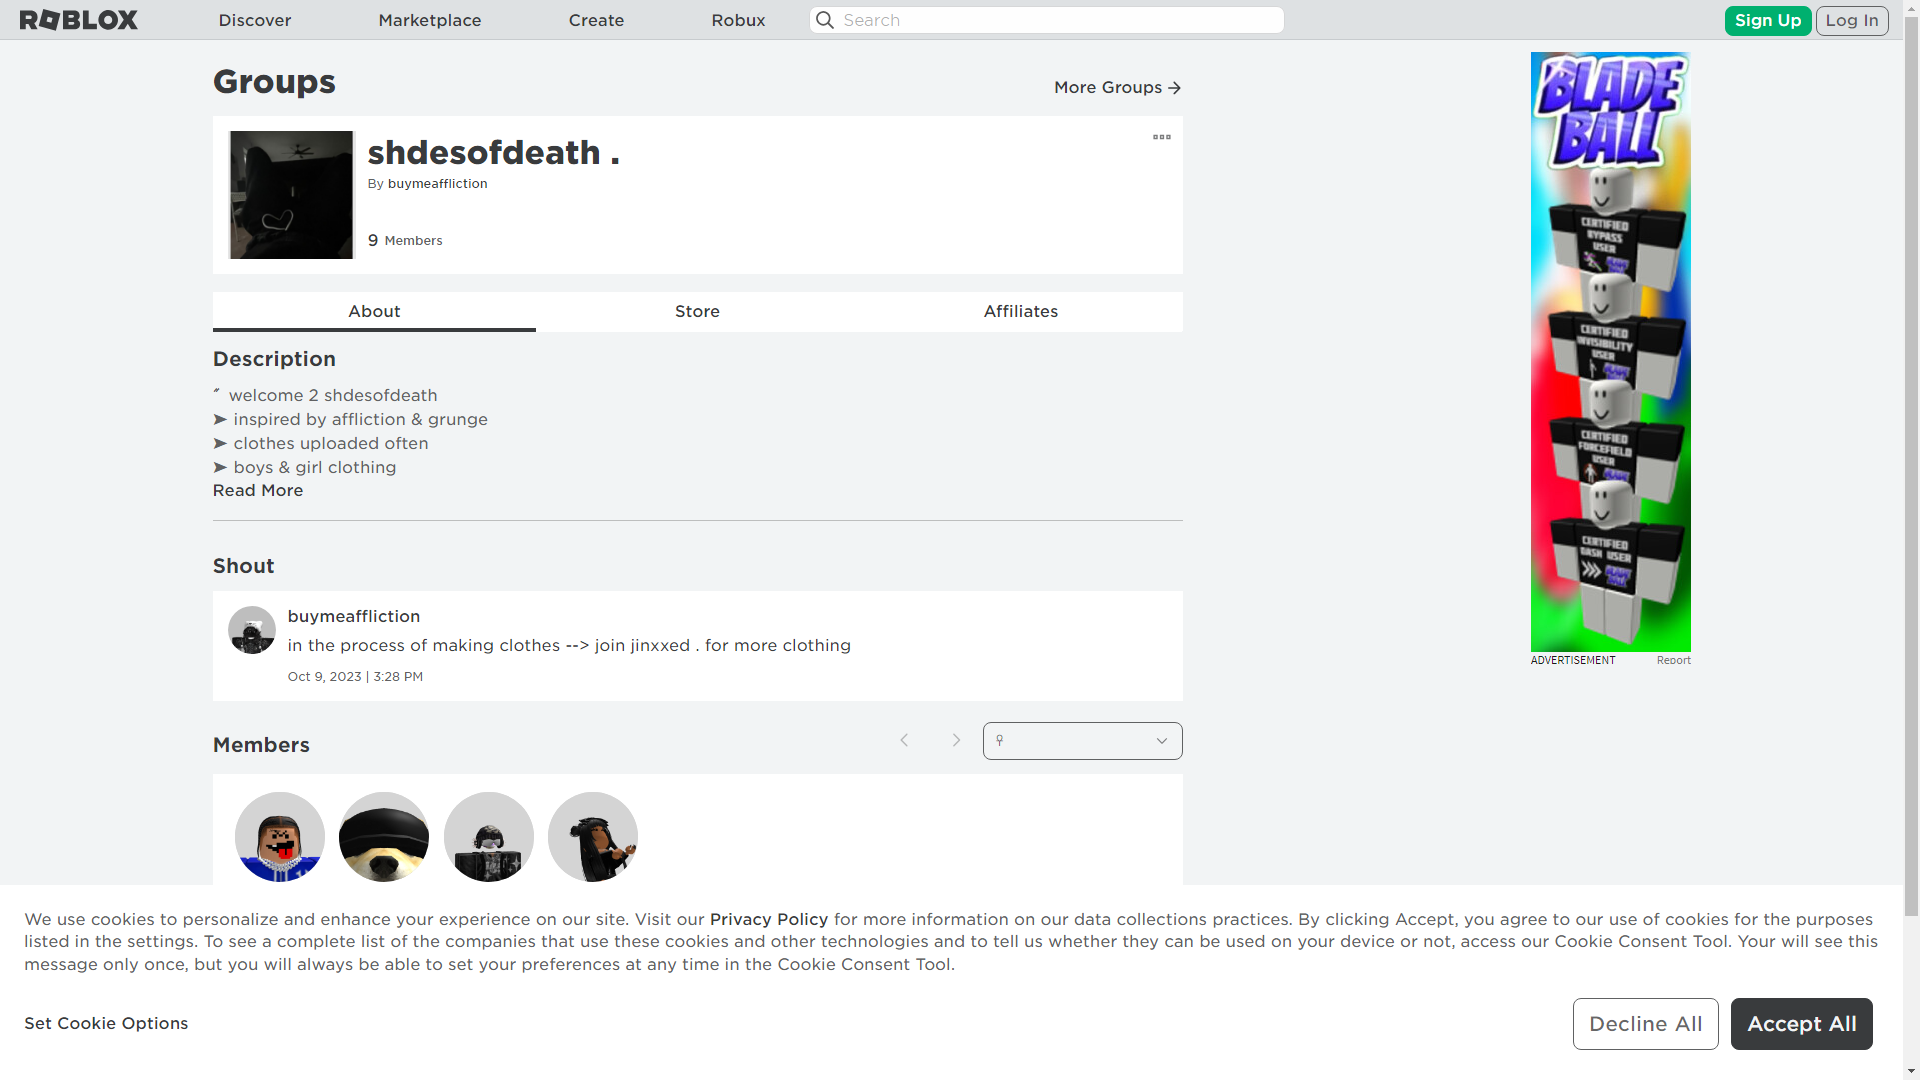 ROBLOX Discover Marketplace Create Robux Search Sign Up Log In
Groups
More Groups
shdesofdeath .
By buymeaffliction
9 Members
About Store Affiliates
Description
welcome 2 shdesofdeath
➤ inspired by affliction & grunge
➤ clothes uploaded often
➤ boys & girl clothing
Read More
Shout
buymeaffliction
in the process of making clothes --> join jinxxed . for more clothing
Oct 9, 2023 | 3:28 PM
Members
BLADE
BALL
CERTIFIED
BYPASS
USER
CERTIFIED
INVISIBILITY
USER
CERTIFIED
FORCEFIELD
USER
CERTIFIED
DASH USER
ADVERTISEMENT Report
We use cookies to personalize and enhance your experience on our site. Visit our Privacy Policy for more information on our data collections practices. By clicking Accept, you agree to our use of cookies for the purposes
listed in the settings. To see a complete list of the companies that use these cookies and other technologies and to tell us whether they can be used on your device or not, access our Cookie Consent Tool. Your will see this
message only once, but you will always be able to set your preferences at any time in the Cookie Consent Tool.
Set Cookie Options
Decline All
Accept All